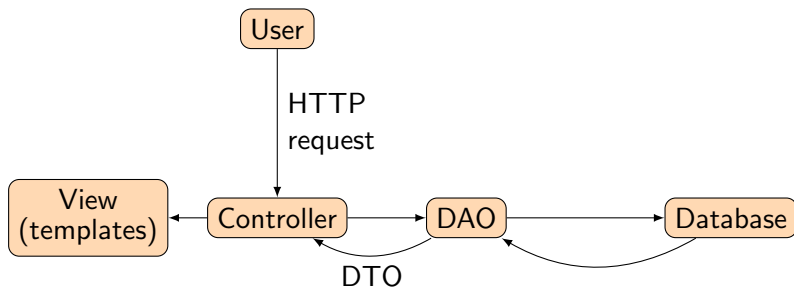 User
HTTP
request
View
(templates)
Controller
DAO
Database
DTO